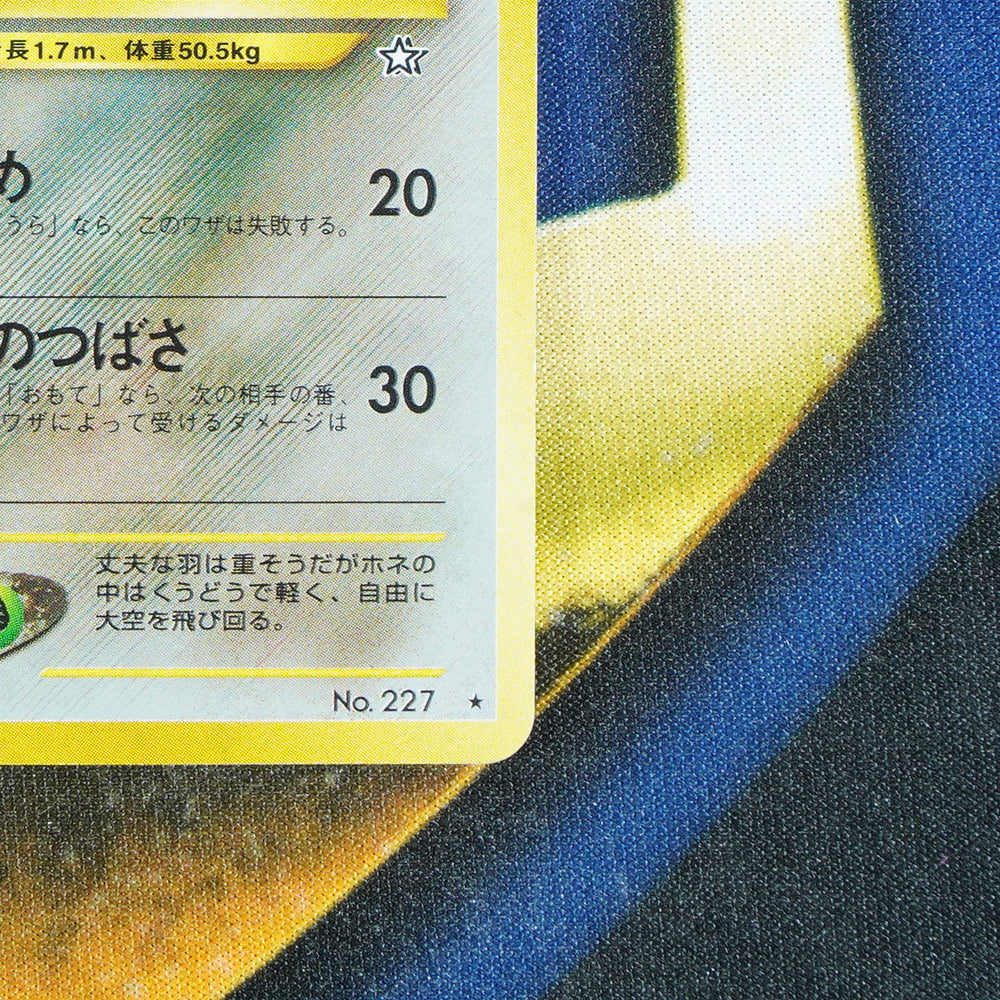 長1.7m、体重50.5kg
め 20
うら」なら、このワザは失敗する。
のつばさ
30
「おもて」なら、次の相手の番、
ワザによって受けるダメージは
丈夫な羽は重そうだがホネの
中はくうどうで軽く、自由に
大空を飛び回る。
No. 227 ★